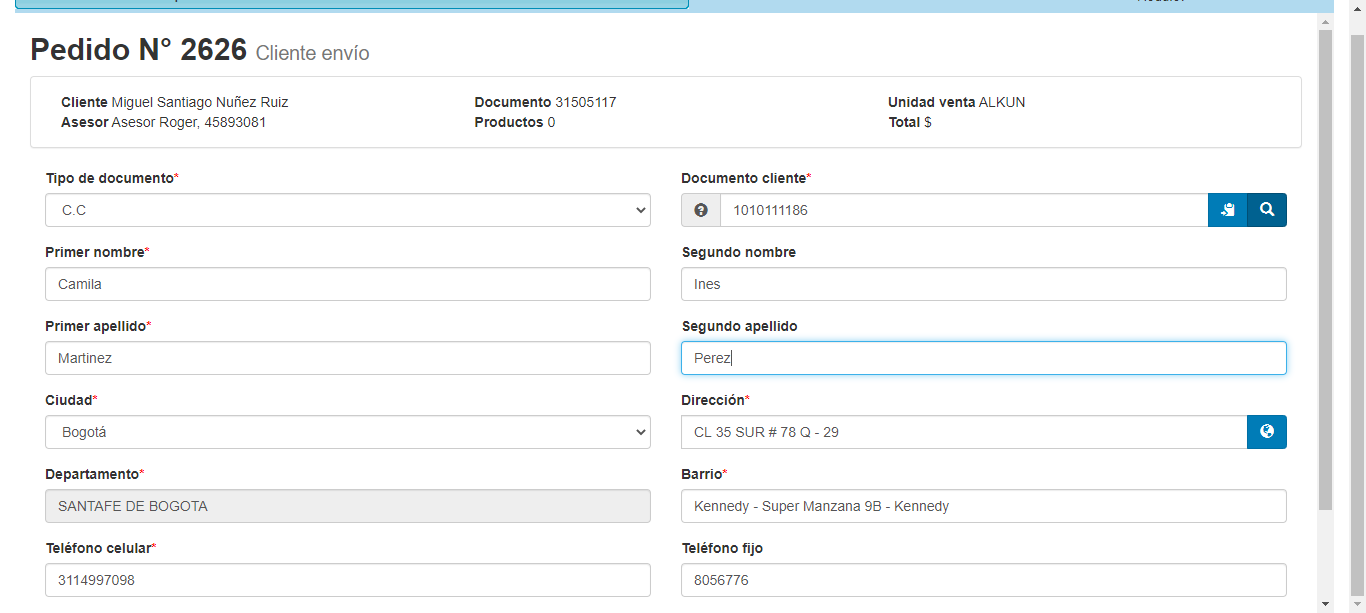 Pedido N° 2626 Cliente envío
Cliente Miguel Santiago Nuñez Ruiz Documento 31505117 Unidad venta ALKUN
Asesor Asesor Roger, 45893081 Productos 0 Total $
Tipo de documento* Documento cliente*
C.C 1010111186
Primer nombre* Segundo nombre
Camila Ines
Primer apellido* Segundo apellido
Martinez Perez
Ciudad* Dirección*
Bogotá CL 35 SUR # 78 Q - 29
Departamento* Barrio*
SANTAFE DE BOGOTA Kennedy - Super Manzana 9B - Kennedy
Teléfono celular* Teléfono fijo
3114997098 8056776